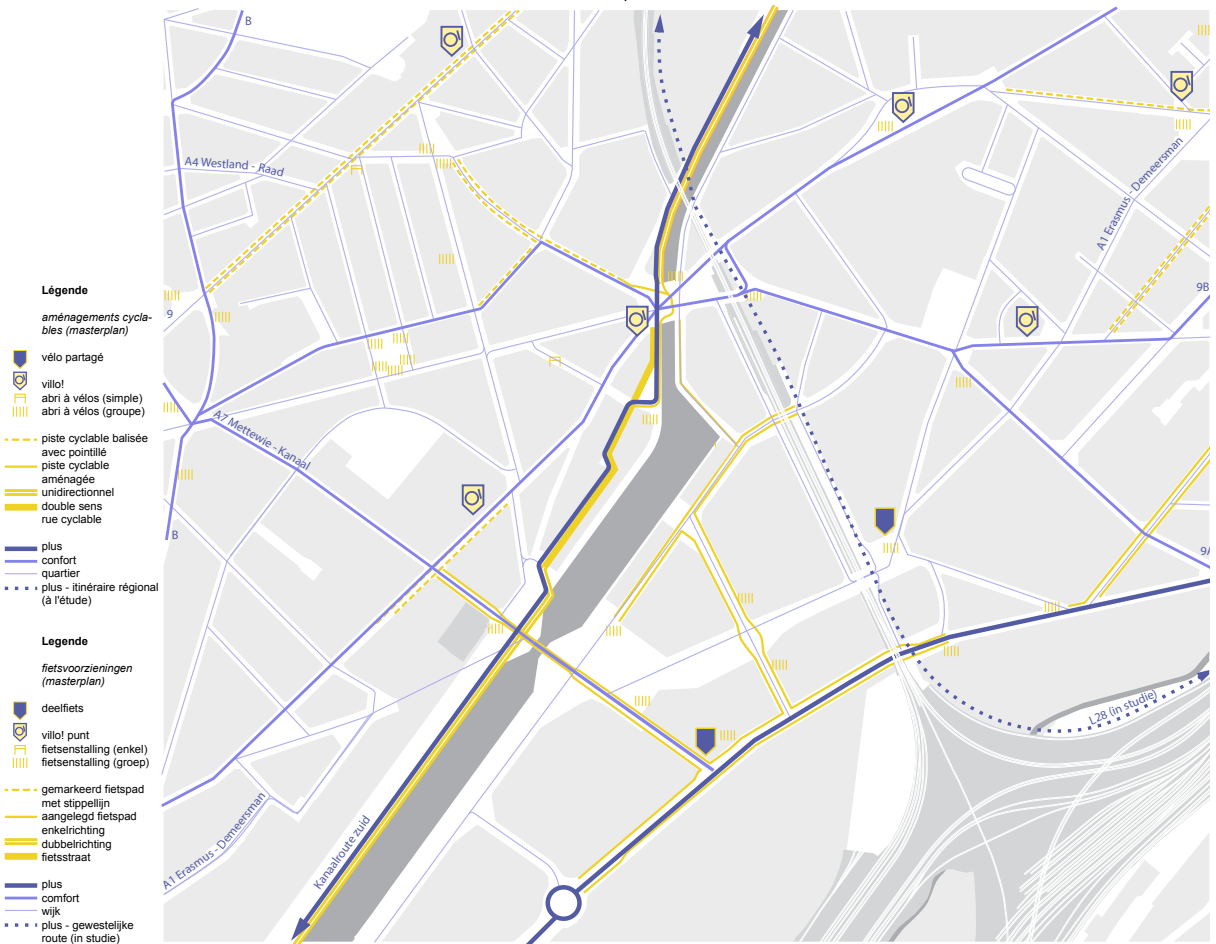 Légende
aménagements cycla-
bles (masterplan)
vélo partagé
villo!
abri à vélos (simple)
abri à vélos (groupe)
piste cyclable balisée
avec pointillé
piste cyclable
aménagée
unidirectionnel
double sens
rue cyclable
plus
confort
quartier
plus - itinéraire régional
(à l'étude)
Legende
fietsvoorzieningen
(masterplan)
deelfiets
villo! punt
fietsenstalling (enkel)
fietsenstalling (groep)
gemarkeerd fietspad
met stippellijn
aangelegd fietspad
enkelrichting
dubbelrichting
fietsstraat
plus
comfort
wijk
plus - gewestelijke
route (in studie)
B
A4 Westland - Raad
A1 Erasmus - Demeersman
9
9B
A7 Mettewie - Kanaal
B
9A
L28 (in studie)
Kanaalroute zuid
A1 Erasmus - Demeersman